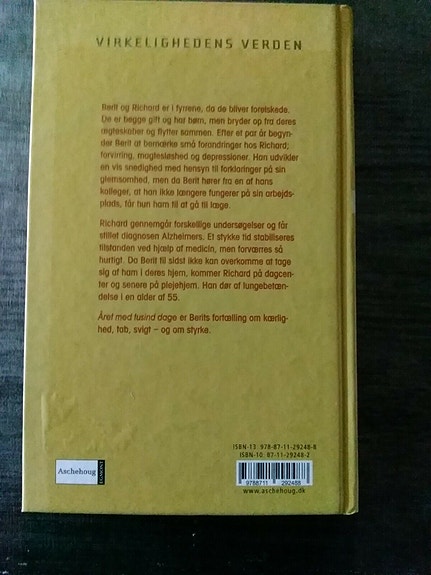 VIRKELIGHEDENS VERDEN
Berit og Richard er i fyrrene, da de bliver forelskede.
De er begge gift og har børn, men bryder op fra deres
ægteskaber og flytter sammen. Efter et par år begyn-
der Berit at bemærke små forandringer hos Richard;
forvirring, magtesløshed og depressioner. Han udvikler
en vis snedighed med hensyn til forklaringer på sin
glemsomhed, men da Berit hører fra en af hans
kolleger, at han ikke længere fungerer på sin arbejds-
plads, får hun ham til at gå til læge.
Richard gennemgår forskellige undersøgelser og får
stillet diagnosen Alzheimers. Et stykke tid stabiliseres
tilstanden ved hjælp af medicin, men forværres så
hurtigt. Da Berit til sidst ikke kan overkomme at tage
sig af ham i deres hjem, kommer Richard på dagcen-
ter og senere på plejehjem. Han dør af lungebetæn-
delse i en alder af 55.
Året med tusind dage er Berits fortælling om kærlig-
hed, tab, svigt – og om styrke.
ISBN-13 978-87-11-29248-8
ISBN-10 87-11-29248-2
9788711 292488
www.aschehoug.dk
Aschehoug
EGMONT